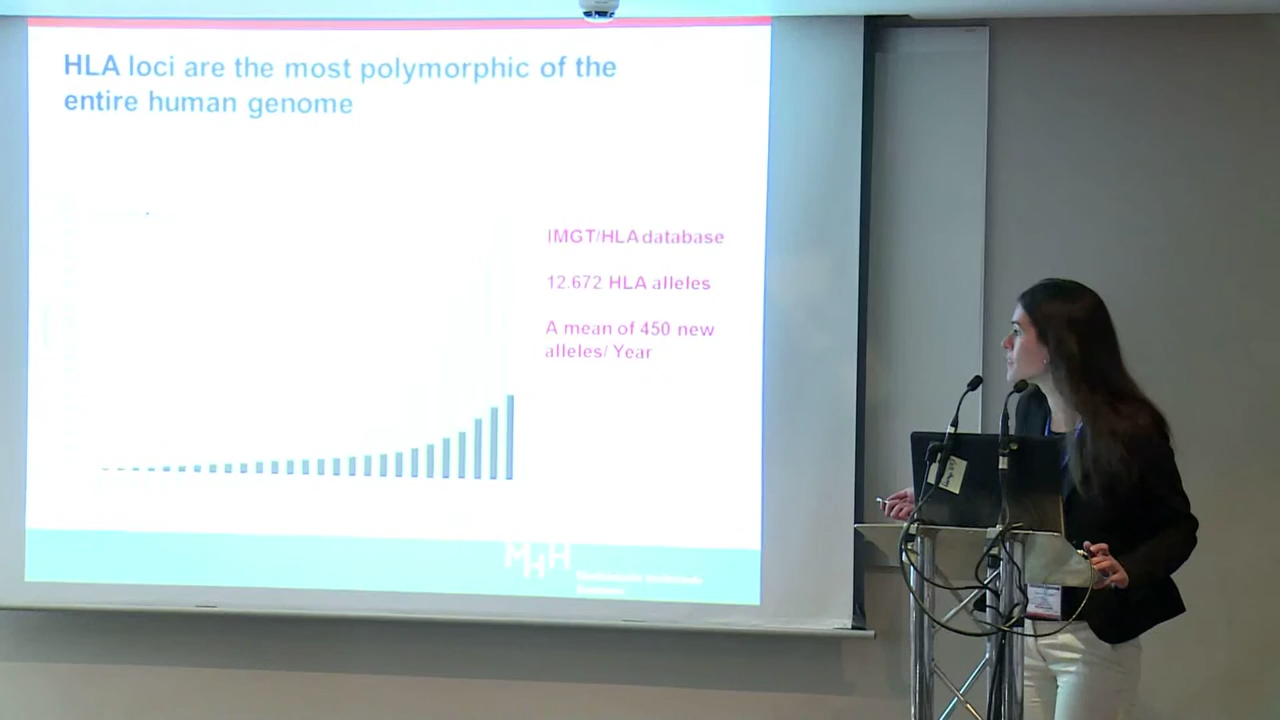 HLA loci are the most polymorphic of the
entire human genome
IMGT/HLA database
12.672 HLA alleles
A mean of 450 new
alleles/ Year
MHH